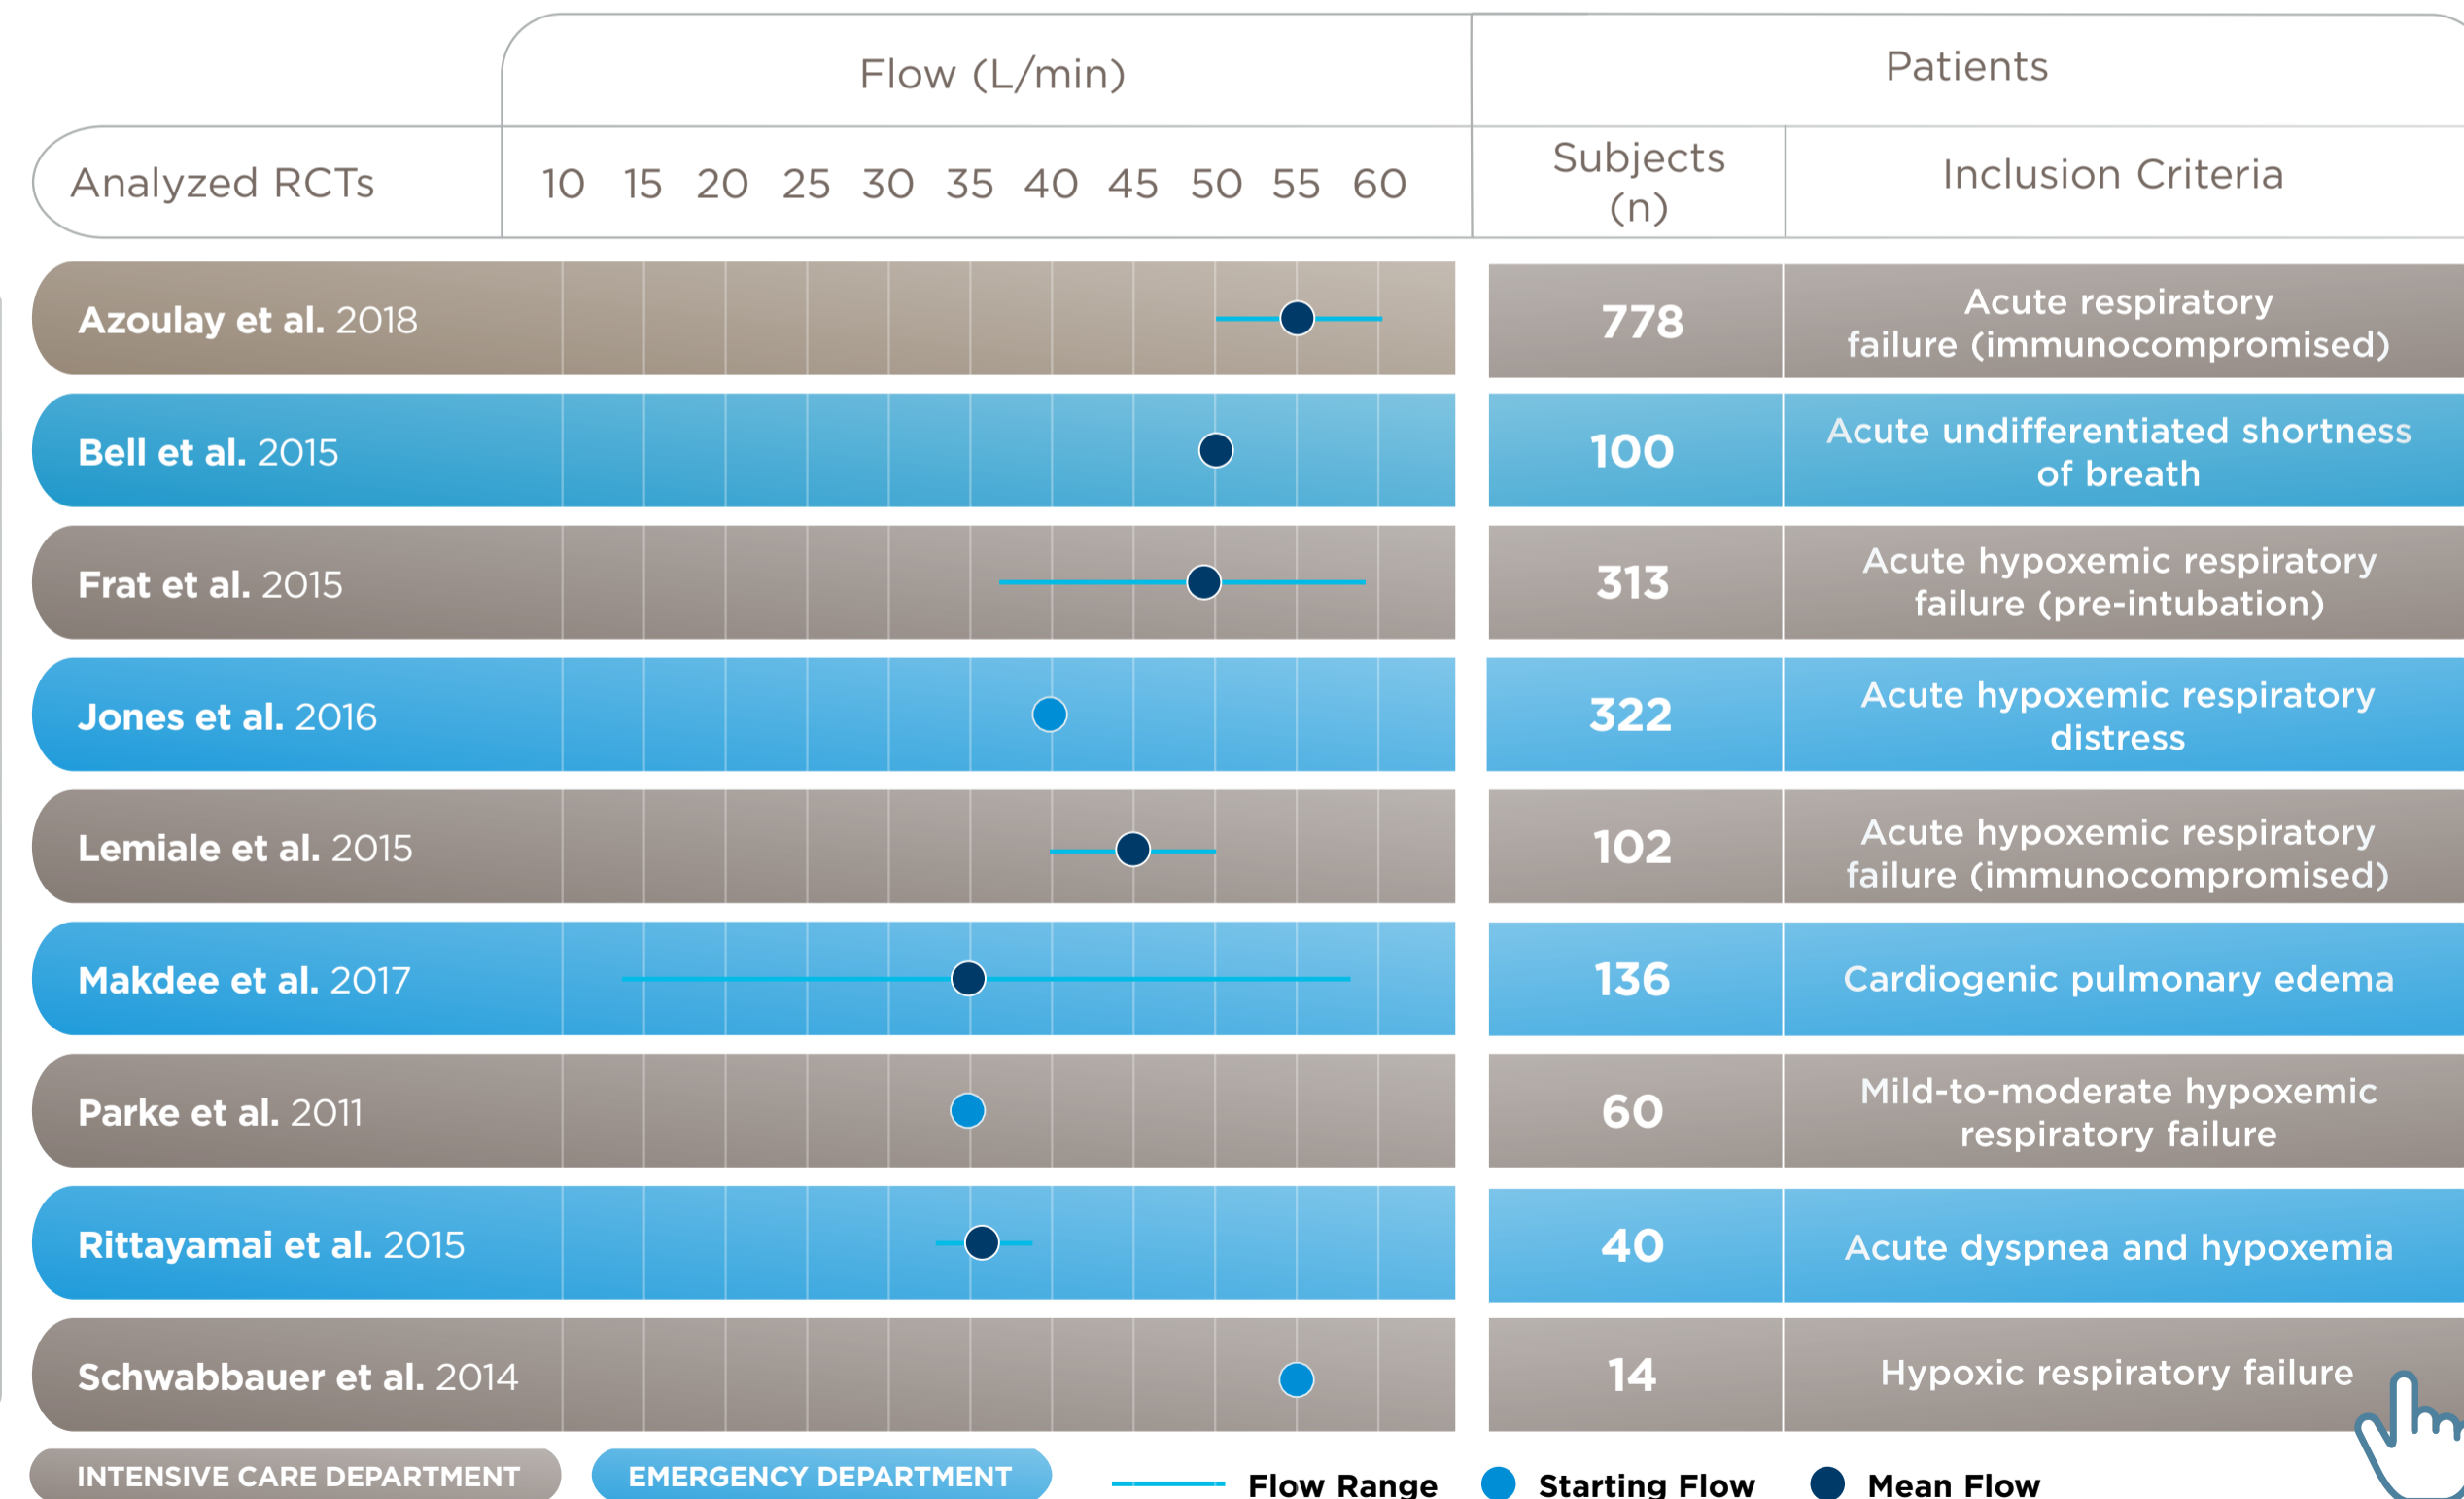 Flow (L/min)
Patients
Analyzed RCTs
10 15 20 25 30 35 40 45 50 55 60
Subjects
(n)
Inclusion Criteria
Azoulay et al. 2018
778
Acute respiratory
failure (immunocompromised)
Bell et al. 2015
100
Acute undifferentiated shortness
of breath
Frat et al. 2015
313
Acute hypoxemic respiratory
failure (pre-intubation)
Jones et al. 2016
322
Acute hypoxemic respiratory
distress
Lemiale et al. 2015
102
Acute hypoxemic respiratory
failure (immunocompromised)
Makdee et al. 2017
136
Cardiogenic pulmonary edema
Parke et al. 2011
60
Mild-to-moderate hypoxemic
respiratory failure
Rittayamai et al. 2015
40
Acute dyspnea and hypoxemia
Schwabbauer et al. 2014
14
Hypoxic respiratory failure
INTENSIVE CARE DEPARTMENT
EMERGENCY DEPARTMENT
Flow Range
Starting Flow
Mean Flow